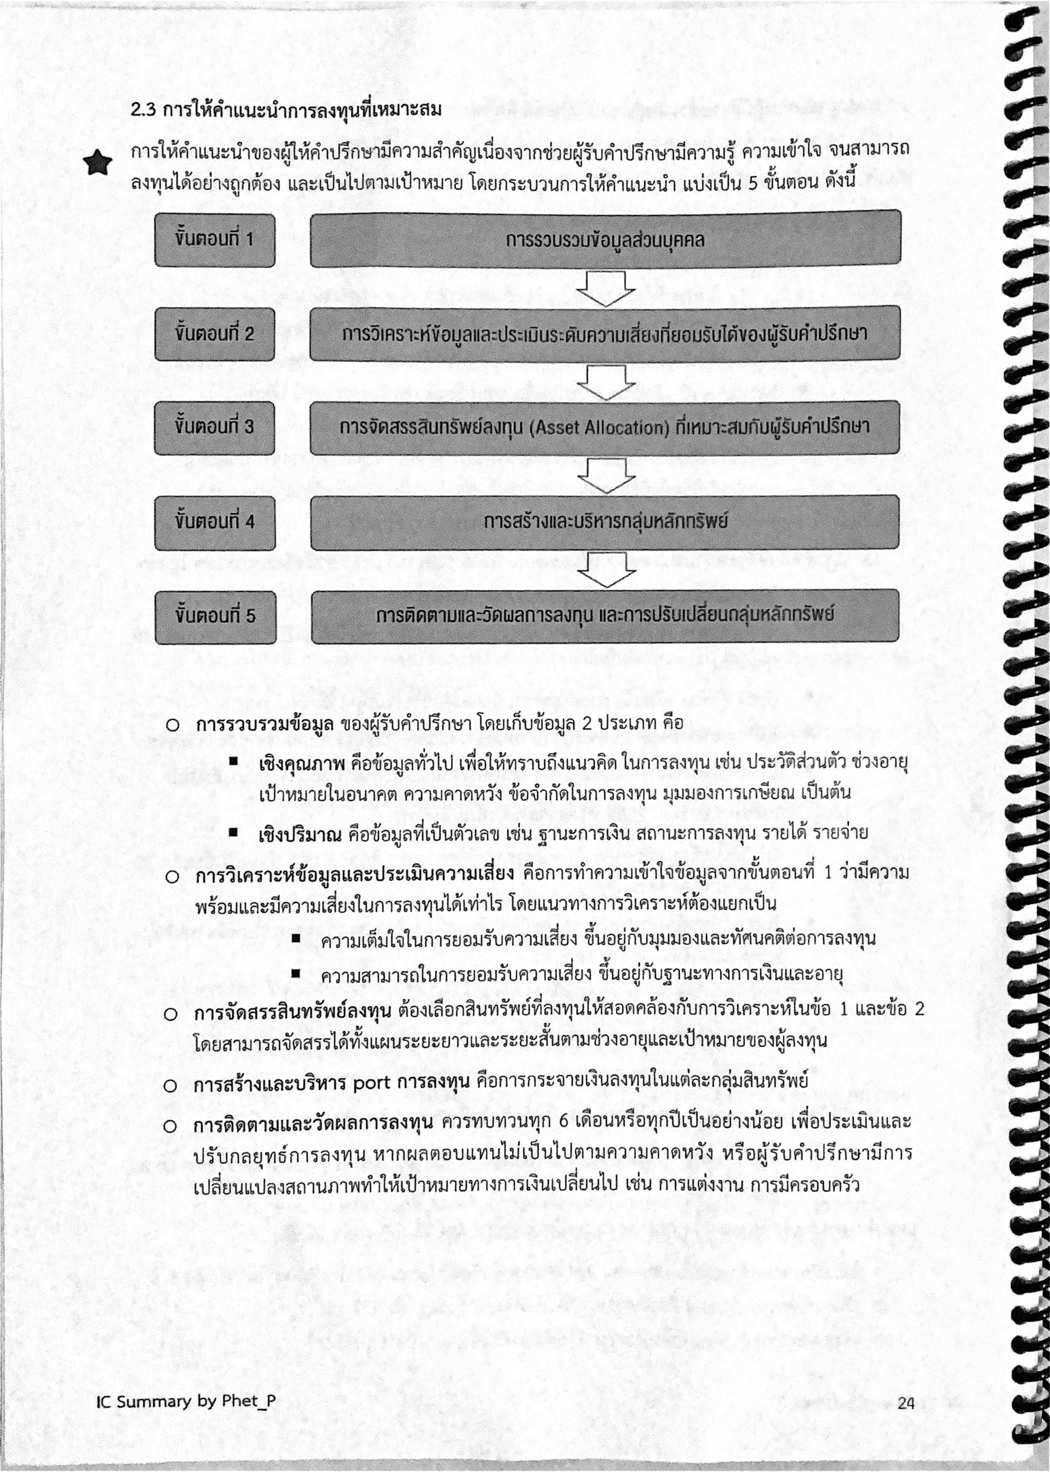 2.3 การให้คำแนะนำการลงทุนที่เหมาะสม
การให้คำแนะนำของผู้ให้คำปรึกษามีความสำคัญเนื่องจากช่วยผู้รับคำปรึกษามีความรู้ ความเข้าใจ จนสามารถ
ลงทุนได้อย่างถูกต้อง และเป็นไปตามเป้าหมาย โดยกระบวนการให้คำแนะนำ แบ่งเป็น 5 ขั้นตอน ดังนี้
ขั้นตอนที่ 1 การรวบรวมข้อมูลส่วนบุคคล
ขั้นตอนที่ 2 การวิเคราะห์ข้อมูลและประเมินระดับความเสี่ยงที่ยอมรับได้ของผู้รับคำปรึกษา
ขั้นตอนที่ 3 การจัดสรรสินทรัพย์ลงทุน (Asset Allocation) ที่เหมาะสมกับผู้รับคำปรึกษา
ขั้นตอนที่ 4 การสร้างและบริหารกลุ่มหลักทรัพย์
ขั้นตอนที่ 5 การติดตามและวัดผลการลงทุน และการปรับเปลี่ยนกลุ่มหลักทรัพย์
○ การรวบรวมข้อมูล ของผู้รับคำปรึกษา โดยเก็บข้อมูล 2 ประเภท คือ
▪ เชิงคุณภาพ คือข้อมูลทั่วไป เพื่อให้ทราบถึงแนวคิด ในการลงทุน เช่น ประวัติส่วนตัว ช่วงอายุ
เป้าหมายในอนาคต ความคาดหวัง ข้อจำกัดในการลงทุน มุมมองการเกษียณ เป็นต้น
▪ เชิงปริมาณ คือข้อมูลที่เป็นตัวเลข เช่น ฐานะการเงิน สถานะการลงทุน รายได้ รายจ่าย
○ การวิเคราะห์ข้อมูลและประเมินความเสี่ยง คือการทำความเข้าใจข้อมูลจากขั้นตอนที่ 1 ว่ามีความ
พร้อมและมีความเสี่ยงในการลงทุนได้เท่าไร โดยแนวทางการวิเคราะห์ต้องแยกเป็น
▪ ความเต็มใจในการยอมรับความเสี่ยง ขึ้นอยู่กับมุมมองและทัศนคติต่อการลงทุน
▪ ความสามารถในการยอมรับความเสี่ยง ขึ้นอยู่กับฐานะทางการเงินและอายุ
○ การจัดสรรสินทรัพย์ลงทุน ต้องเลือกสินทรัพย์ที่ลงทุนให้สอดคล้องกับการวิเคราะห์ในข้อ 1 และข้อ 2
โดยสามารถจัดสรรได้ทั้งแผนระยะยาวและระยะสั้นตามช่วงอายุและเป้าหมายของผู้ลงทุน
○ การสร้างและบริหาร port การลงทุน คือการกระจายเงินลงทุนในแต่ละกลุ่มสินทรัพย์
○ การติดตามและวัดผลการลงทุน ควรทบทวนทุก 6 เดือนหรือทุกปีเป็นอย่างน้อย เพื่อประเมินและ
ปรับกลยุทธ์การลงทุน หากผลตอบแทนไม่เป็นไปตามความคาดหวัง หรือผู้รับคำปรึกษามีการ
เปลี่ยนแปลงสถานภาพทำให้เป้าหมายทางการเงินเปลี่ยนไป เช่น การแต่งงาน การมีครอบครัว
IC Summary by Phet_P 24